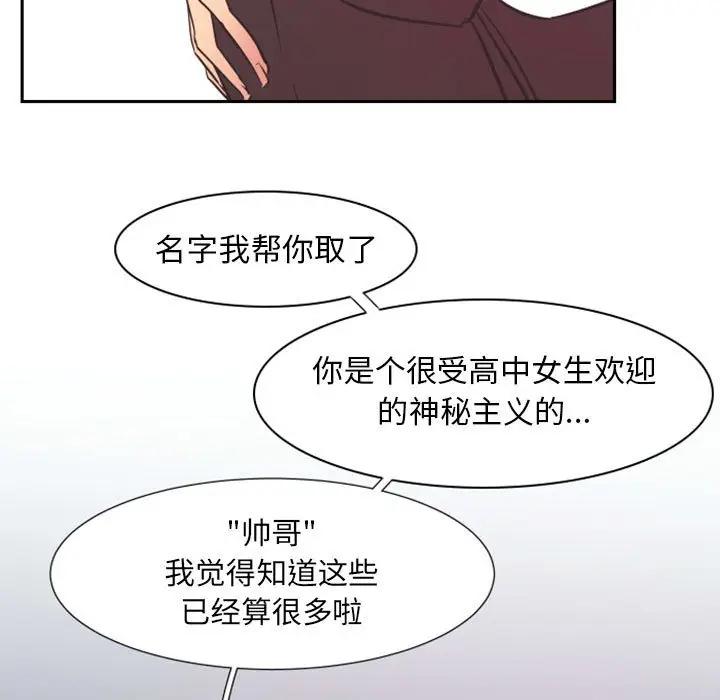 名字我帮你取了
你是个很受高中女生欢迎
的神秘主义的...
"帅哥"
我觉得知道这些
已经算很多啦